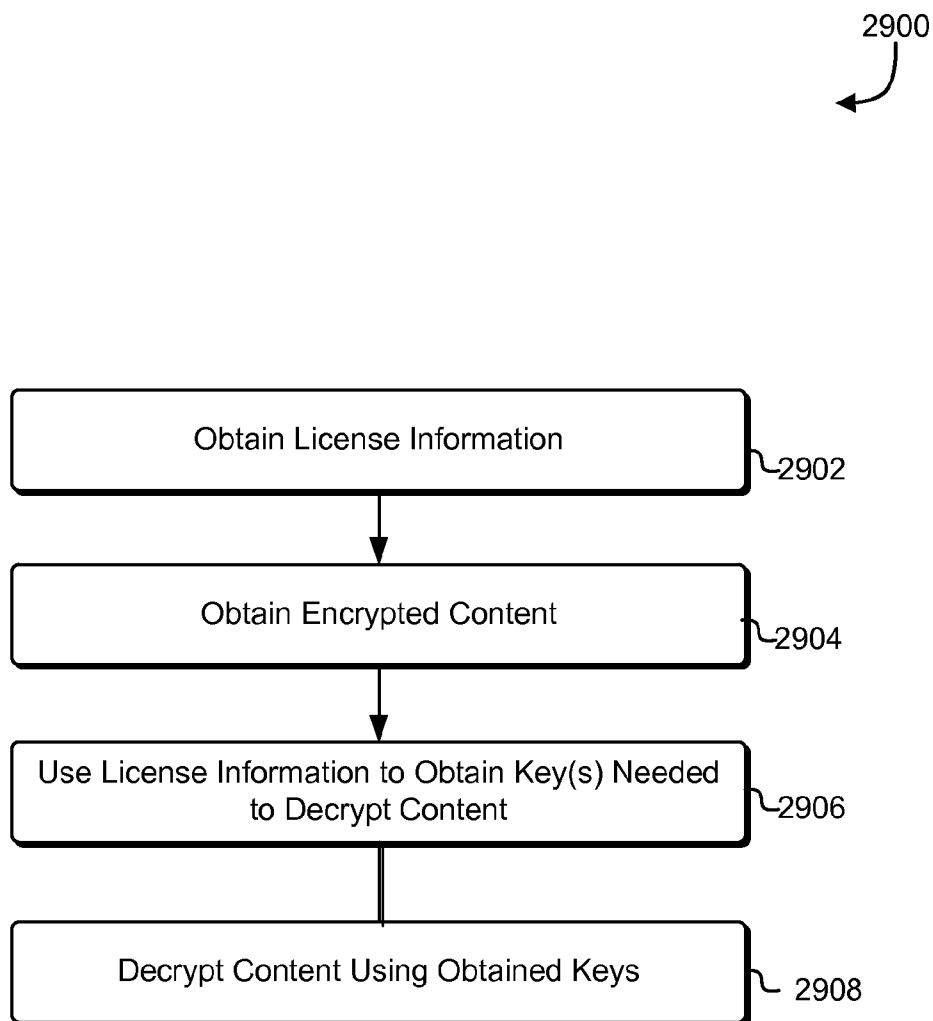 2900
Obtain License Information
2902
Obtain Encrypted Content
2904
Use License Information to Obtain Key(s) Needed
to Decrypt Content
2906
Decrypt Content Using Obtained Keys
2908